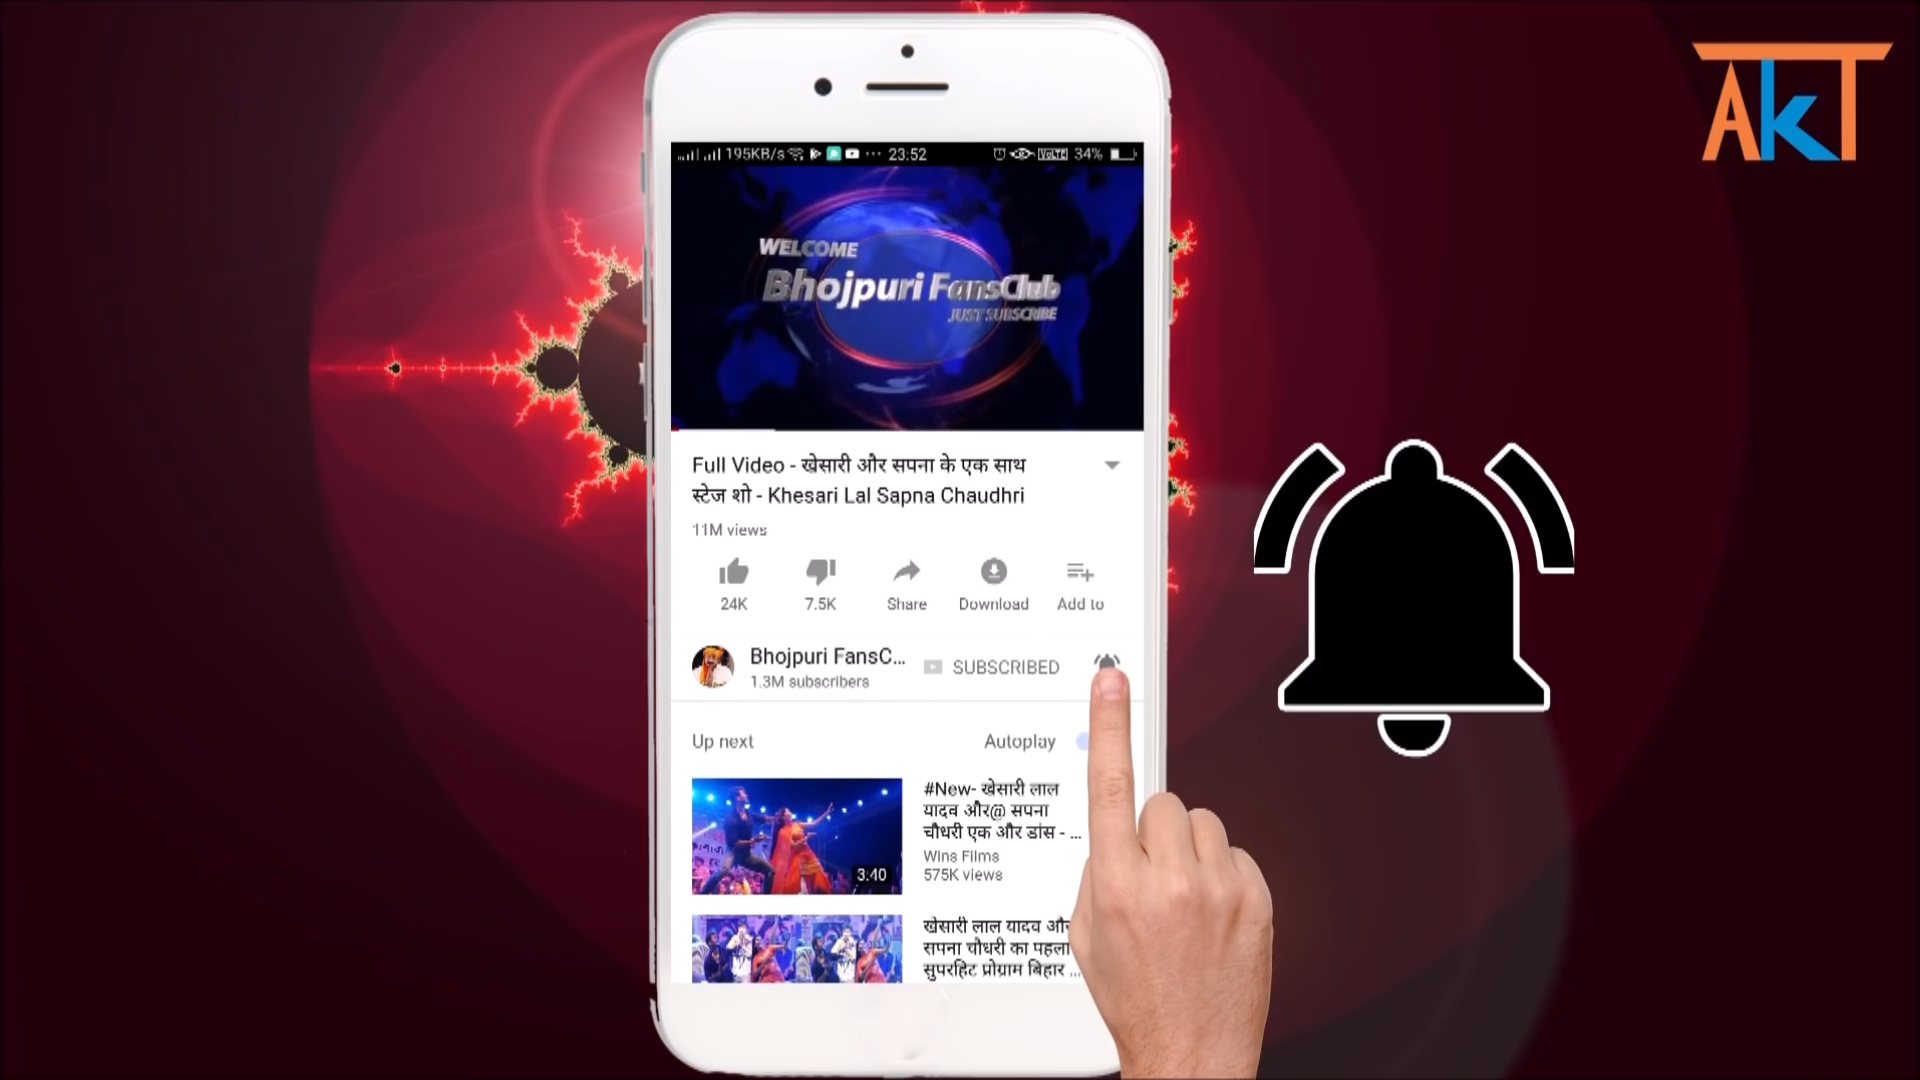 AKT
195KB/s ··· 23:52 VoLTE 34%
WELCOME
Bhojpuri FansClub
JUST SUBSCRIBE
Full Video - खेसारी और सपना के एक साथ
स्टेज शो - Khesari Lal Sapna Chaudhri
11M views
24K 7.5K Share Download Add to
Bhojpuri FansC... SUBSCRIBED
1.3M subscribers
Up next Autoplay
#New- खेसारी लाल
यादव और@ सपना
चौधरी एक और डांस - ...
Wins Films
575K views
3:40
खेसारी लाल यादव और
सपना चौधरी का पहला
सुपरहिट प्रोग्राम बिहार ...